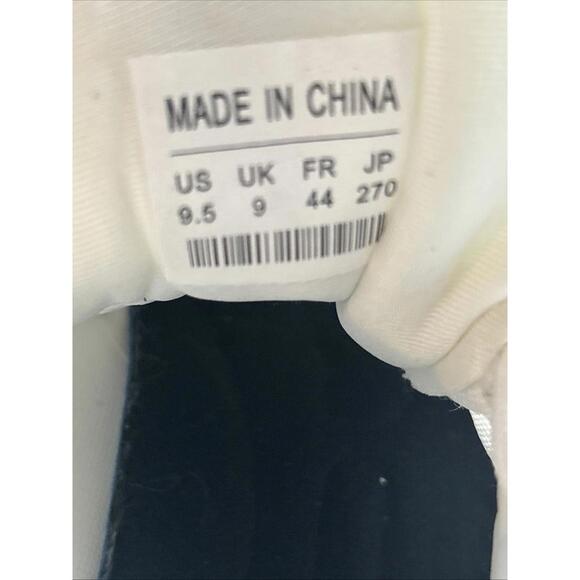 MADE IN CHINA
US UK FR JP
9.5 9 44 270